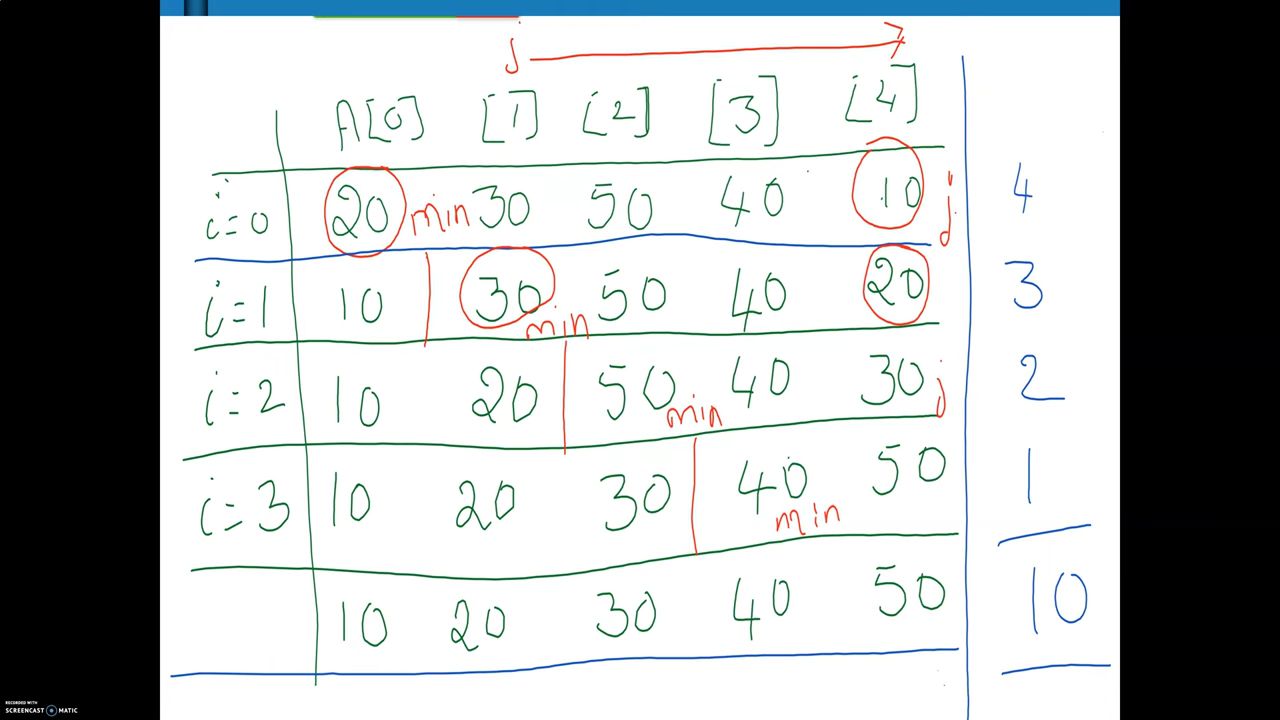 j
A[0] [1] [2] [3] [4]
i=0 20 min 30 50 40 10 j 4
i=1 10 30 min 50 40 20 3
i=2 10 20 50 min 40 30 j 2
i=3 10 20 30 40 min 50 1
10 20 30 40 50 10
RECORDED WITH
SCREENCAST MATIC